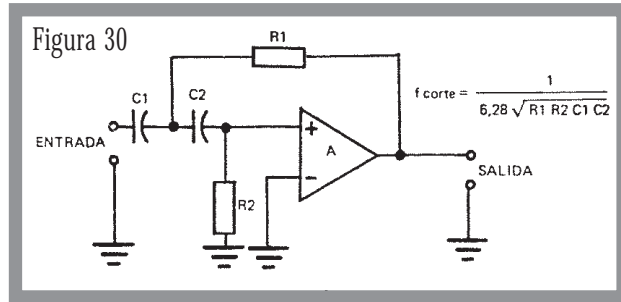 Figura 30
R1
C1
C2
f corte = 1 / 6,28 √ R1 R2 C1 C2
ENTRADA
+
A
−
SALIDA
R2